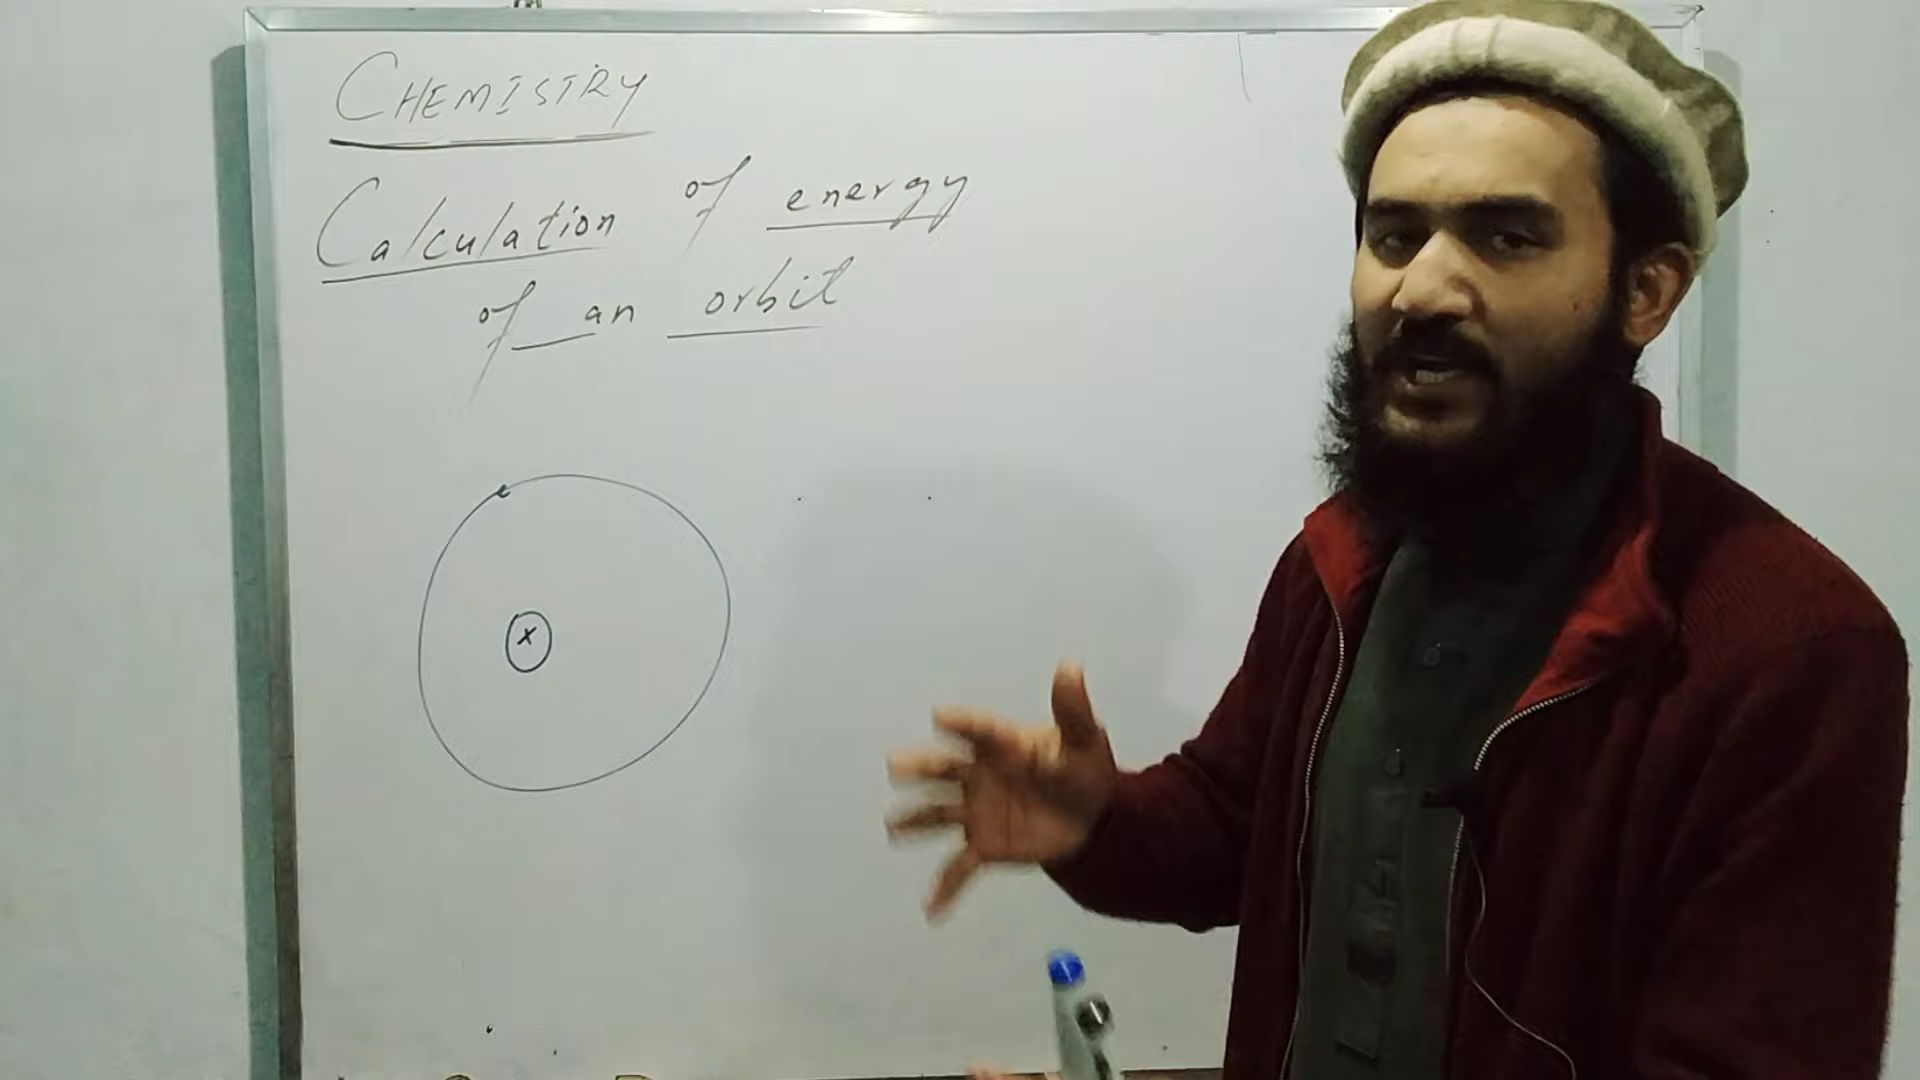 CHEMISTRY
Calculation of energy
of an orbit
e
x